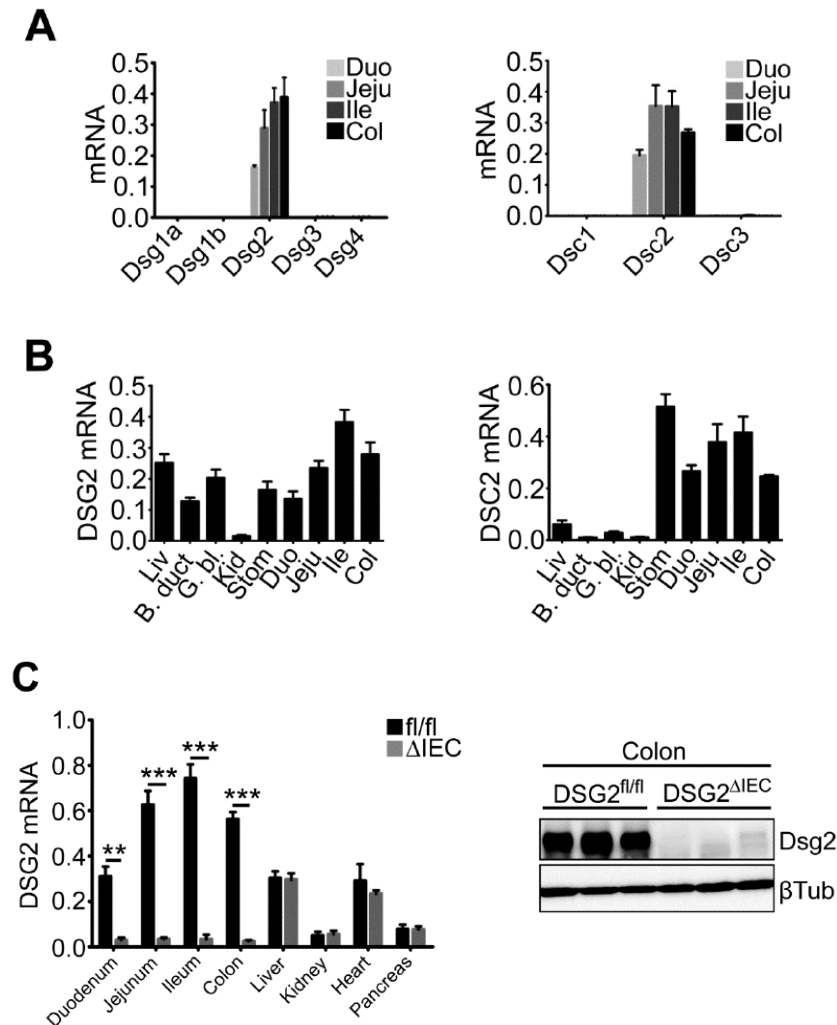 A
mRNA
0.5
0.4
0.3
0.2
0.1
0.0
Duo
Jeju
Ile
Col
Dsg1a
Dsg1b
Dsg2
Dsg3
Dsg4
mRNA
0.5
0.4
0.3
0.2
0.1
0.0
Duo
Jeju
Ile
Col
Dsc1
Dsc2
Dsc3
B
DSG2 mRNA
0.5
0.4
0.3
0.2
0.1
0.0
Liv
B. duct
G. bl.
Kid
Stom
Duo
Jeju
Ile
Col
DSC2 mRNA
0.6
0.4
0.2
0.0
Liv
B. duct
G. bl.
Kid
Stom
Duo
Jeju
Ile
Col
C
DSG2 mRNA
1.0
0.8
0.6
0.4
0.2
0.0
fl/fl
ΔIEC
**
***
***
***
Duodenum
Jejunum
Ileum
Colon
Liver
Kidney
Heart
Pancreas
Colon
DSG2fl/fl DSG2ΔIEC
Dsg2
βTub